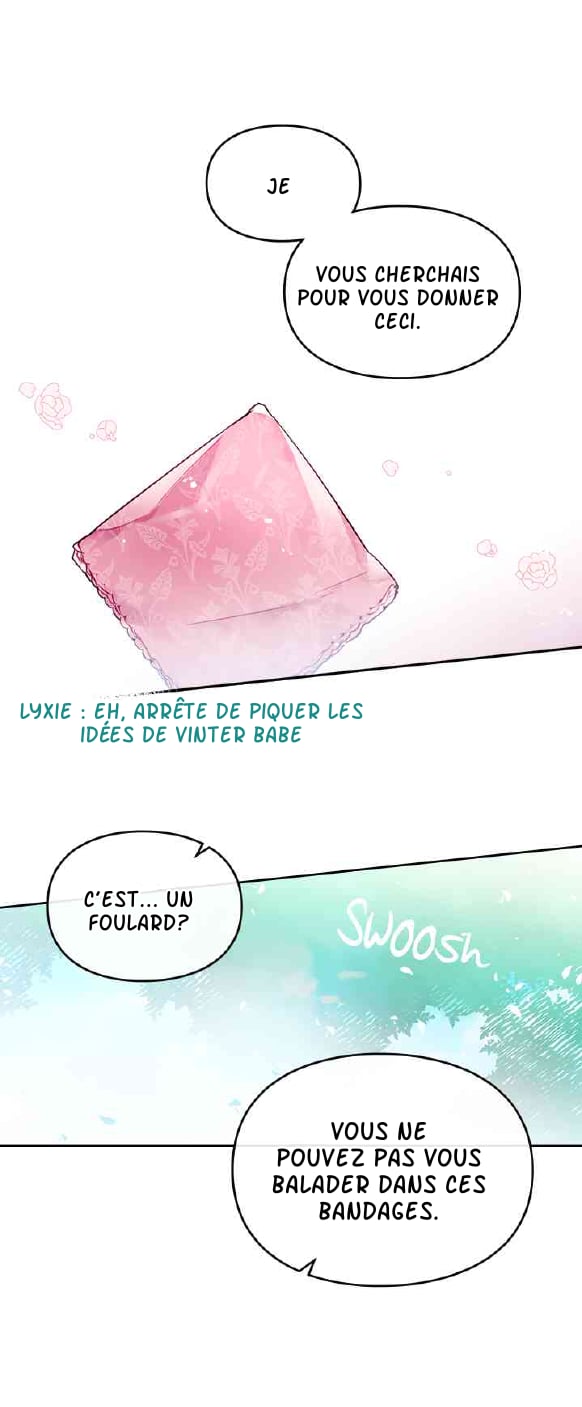 JE
VOUS CHERCHAIS
POUR VOUS DONNER
CECI.
LYXIE : EH, ARRÊTE DE PIQUER LES
IDÉES DE VINTER BABE
C'EST... UN
FOULARD?
SWOOSH
VOUS NE
POUVEZ PAS VOUS
BALADER DANS CES
BANDAGES.